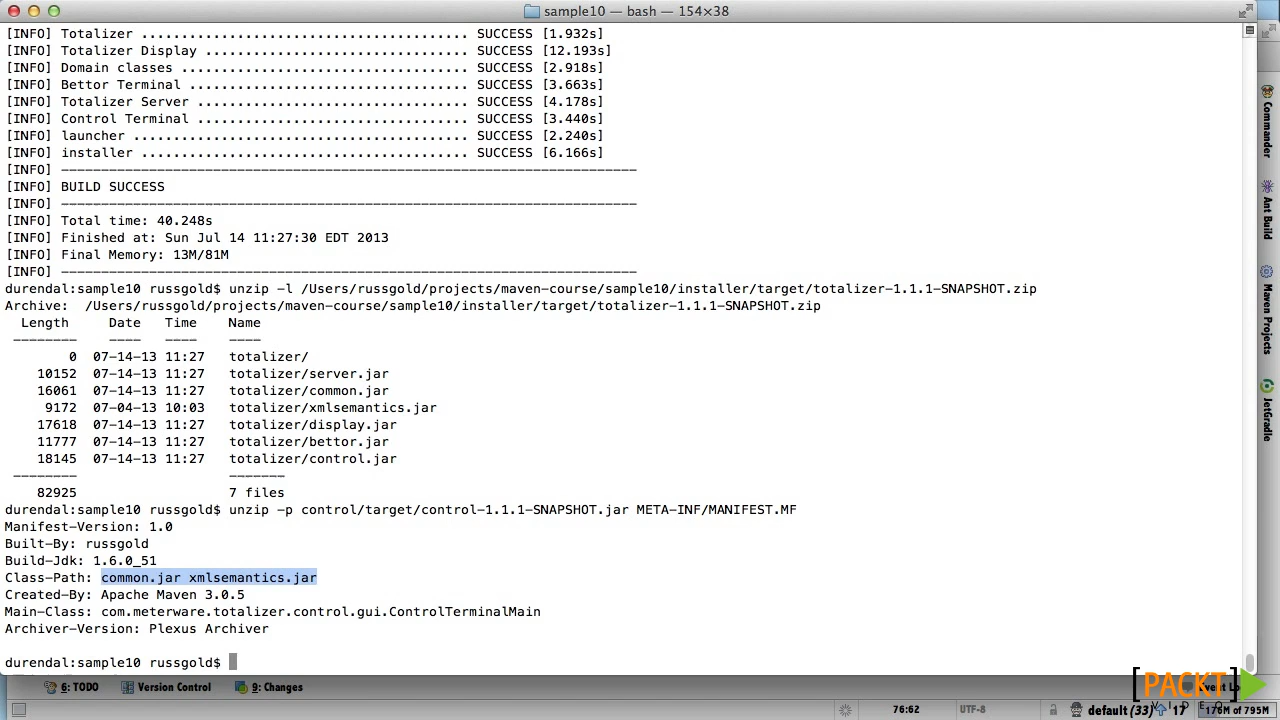 sample10 — bash — 154×38
[INFO] Totalizer .......................................... SUCCESS [1.932s]
[INFO] Totalizer Display .................................. SUCCESS [12.193s]
[INFO] Domain classes ..................................... SUCCESS [2.918s]
[INFO] Bettor Terminal .................................... SUCCESS [3.663s]
[INFO] Totalizer Server ................................... SUCCESS [4.178s]
[INFO] Control Terminal ................................... SUCCESS [3.440s]
[INFO] launcher ........................................... SUCCESS [2.240s]
[INFO] installer .......................................... SUCCESS [6.166s]
[INFO] ------------------------------------------------------------------------
[INFO] BUILD SUCCESS
[INFO] ------------------------------------------------------------------------
[INFO] Total time: 40.248s
[INFO] Finished at: Sun Jul 14 11:27:30 EDT 2013
[INFO] Final Memory: 13M/81M
[INFO] ------------------------------------------------------------------------
durendal:sample10 russgold$ unzip -l /Users/russgold/projects/maven-course/sample10/installer/target/totalizer-1.1.1-SNAPSHOT.zip
Archive:  /Users/russgold/projects/maven-course/sample10/installer/target/totalizer-1.1.1-SNAPSHOT.zip
  Length     Date   Time    Name
 --------    ----   ----    ----
        0  07-14-13 11:27   totalizer/
    10152  07-14-13 11:27   totalizer/server.jar
    16061  07-14-13 11:27   totalizer/common.jar
     9172  07-04-13 10:03   totalizer/xmlsemantics.jar
    17618  07-14-13 11:27   totalizer/display.jar
    11777  07-14-13 11:27   totalizer/bettor.jar
    18145  07-14-13 11:27   totalizer/control.jar
 --------                   -------
    82925                   7 files
durendal:sample10 russgold$ unzip -p control/target/control-1.1.1-SNAPSHOT.jar META-INF/MANIFEST.MF
Manifest-Version: 1.0
Built-By: russgold
Build-Jdk: 1.6.0_51
Class-Path: common.jar xmlsemantics.jar
Created-By: Apache Maven 3.0.5
Main-Class: com.meterware.totalizer.control.gui.ControlTerminalMain
Archiver-Version: Plexus Archiver
durendal:sample10 russgold$
Commander
Ant Build
Maven Projects
JetGradle
6: TODO
Version Control
9: Changes
Event Lo
[PACKT]
VIDEO
76:62
UTF-8
default (33)
17
176M of 795M